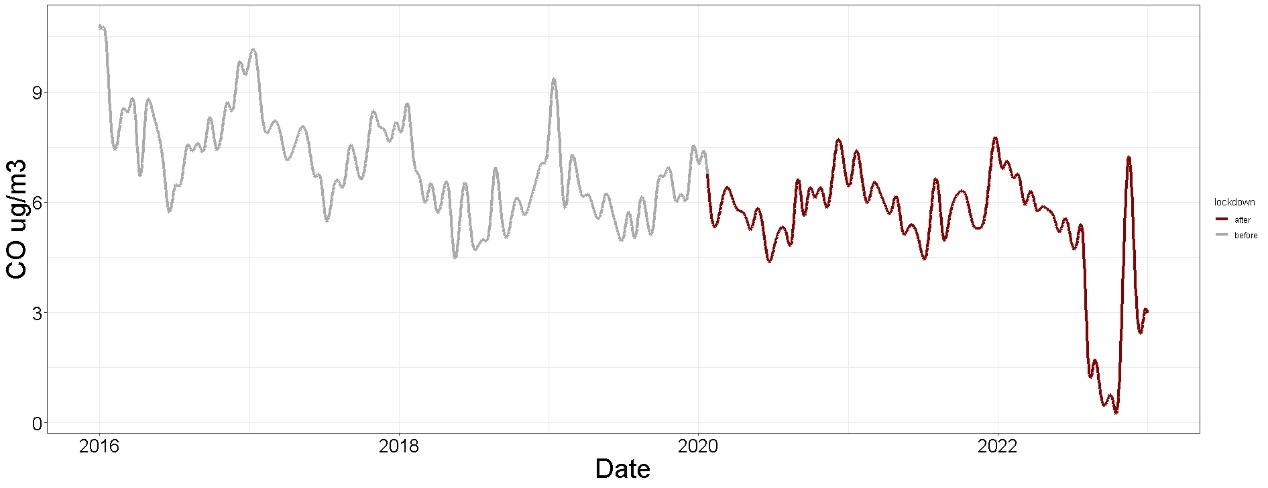 CO ug/m3
9
6
3
0
2016 2018 2020 2022
Date
lockdown
after
before